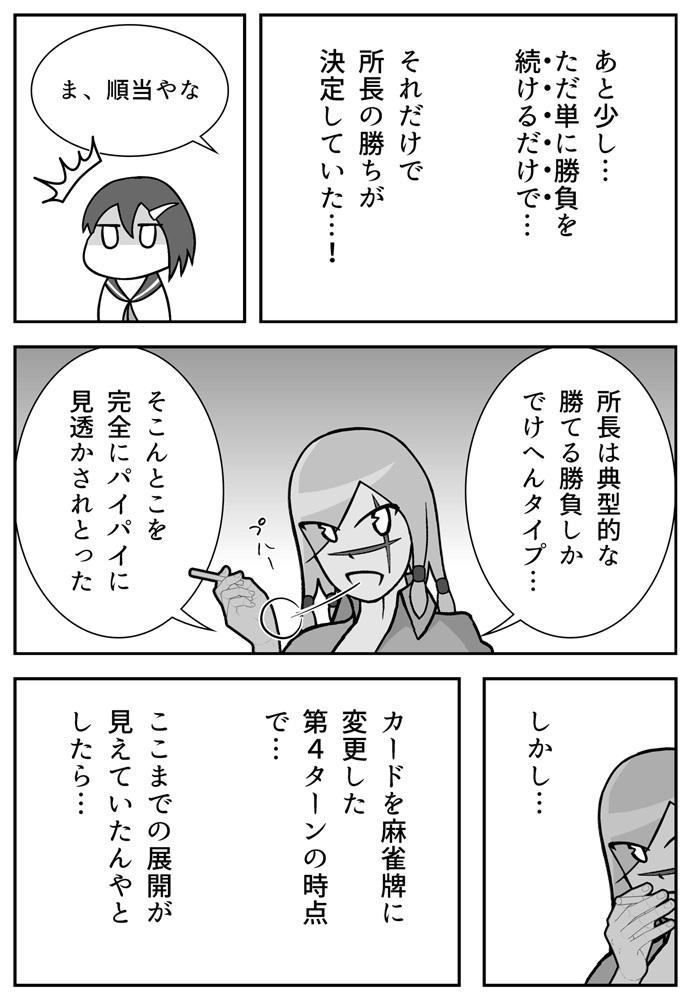 あと少し…
ただ単に勝負を
続けるだけで…
それだけで
所長の勝ちが
決定していた…！
ま、順当やな
所長は典型的な
勝てる勝負しか
でけへんタイプ…
プハー
そこんとこを
完全にパイパイに
見透かされとった
しかし…
カードを麻雀牌に
変更した
第4ターンの時点
で…
ここまでの展開が
見えていたんやと
したら…